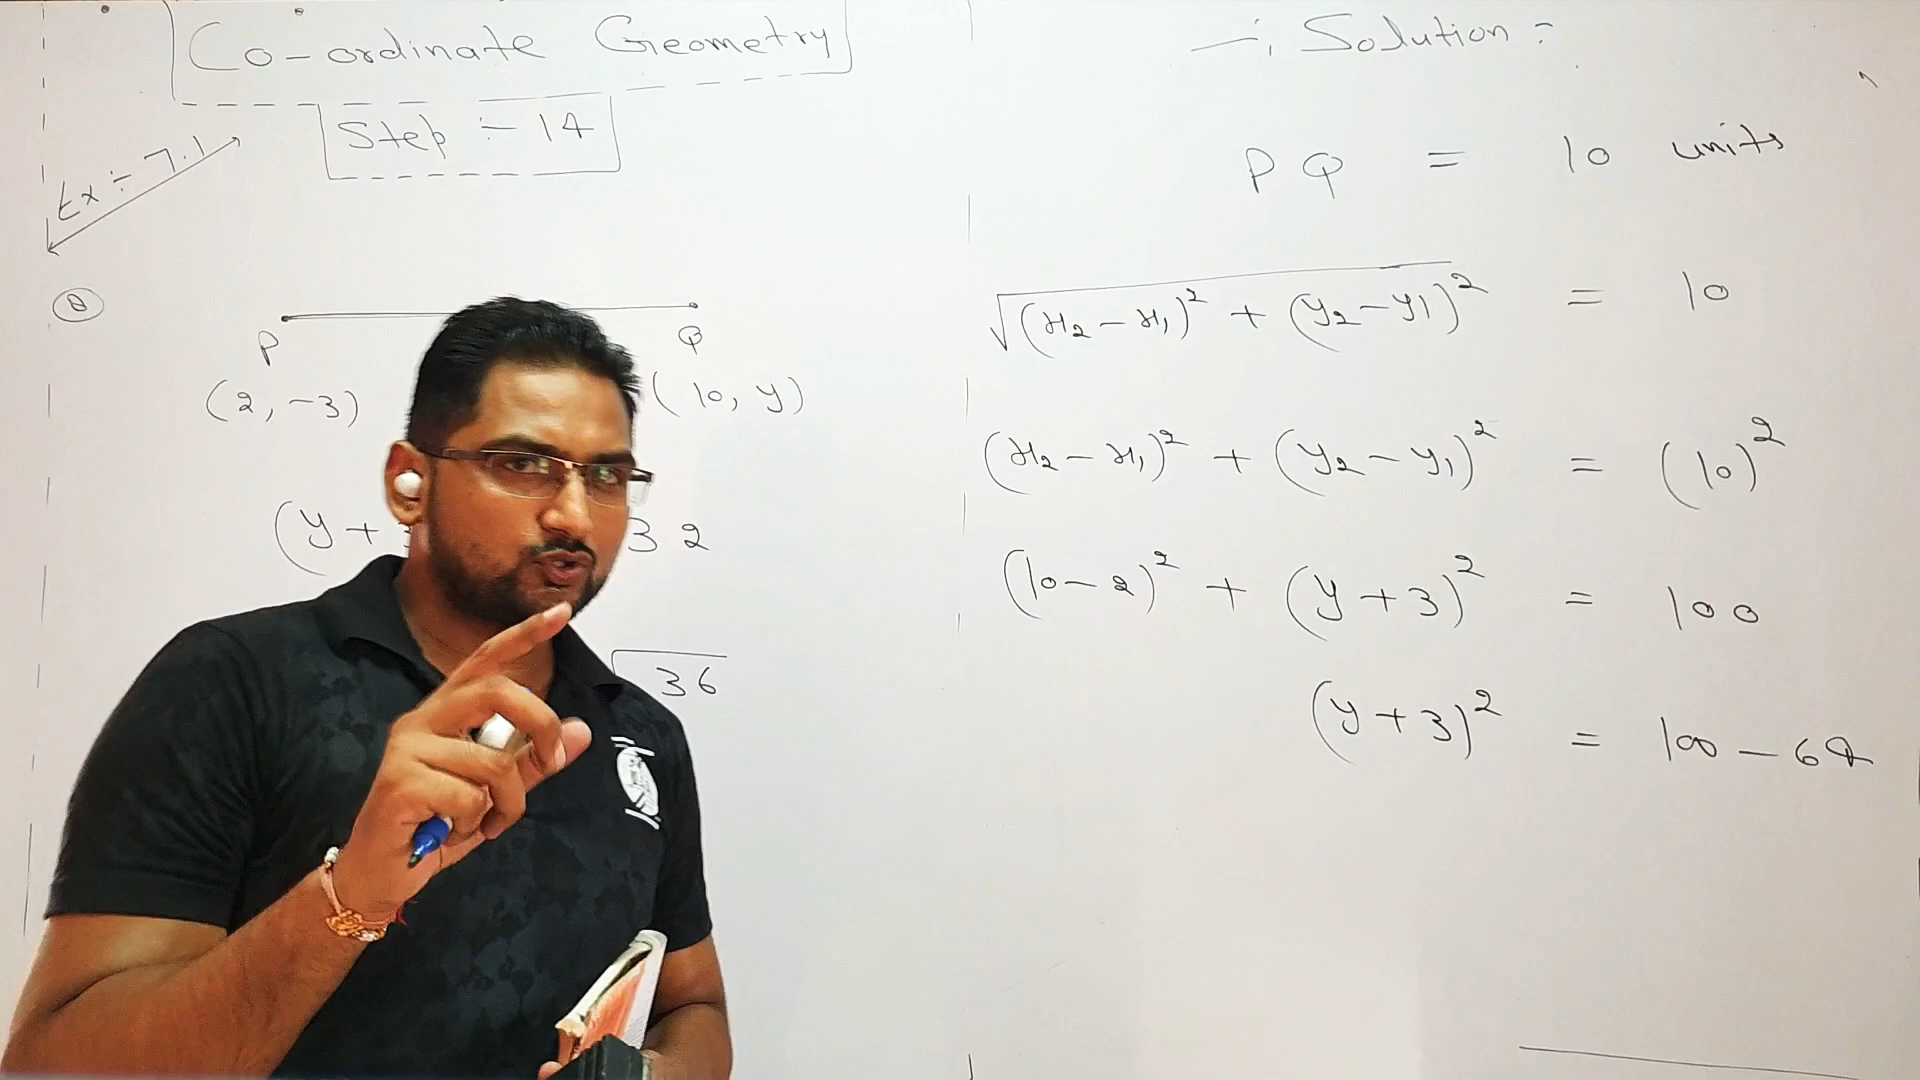 Co-ordinate Geometry
Step :- 14
Ex :- 7.1
8
P Q
(2, -3) (10, y)
(y + 32
√36
-: Solution :
PQ = 10 units
√(x₂ - x₁)² + (y₂ - y₁)² = 10
(x₂ - x₁)² + (y₂ - y₁)² = (10)²
(10 - 2)² + (y + 3)² = 100
(y + 3)² = 100 - 64